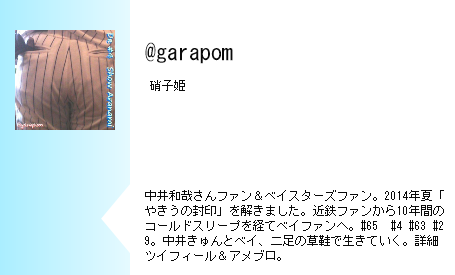 @garapom
硝子姫
中井和哉さんファン＆ベイスターズファン。2014年夏「
やきうの封印」を解きました。近鉄ファンから10年間の
コールドスリープを経てベイファンへ。#65　#4 #63 #2
9。中井きゅんとベイ、二足の草鞋で生きていく。詳細
ツイフィール＆アメブロ。